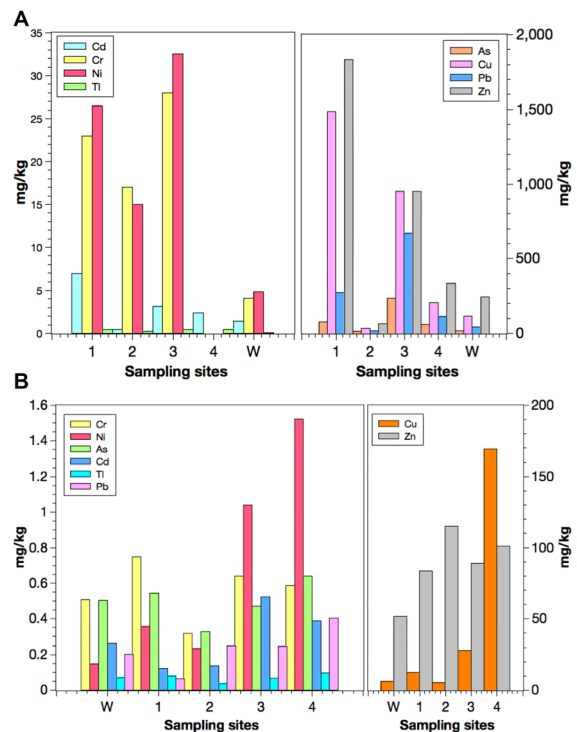 A
mg/kg
35
30
25
20
15
10
5
0
Cd
Cr
Ni
Tl
1 2 3 4 W
Sampling sites
As
Cu
Pb
Zn
2,000
1,500
1,000
500
0
mg/kg
1 2 3 4 W
Sampling sites
B
mg/kg
1.6
1.4
1.2
1
0.8
0.6
0.4
0.2
0
Cr
Ni
As
Cd
Tl
Pb
W 1 2 3 4
Sampling sites
Cu
Zn
200
150
100
50
0
mg/kg
W 1 2 3 4
Sampling sites